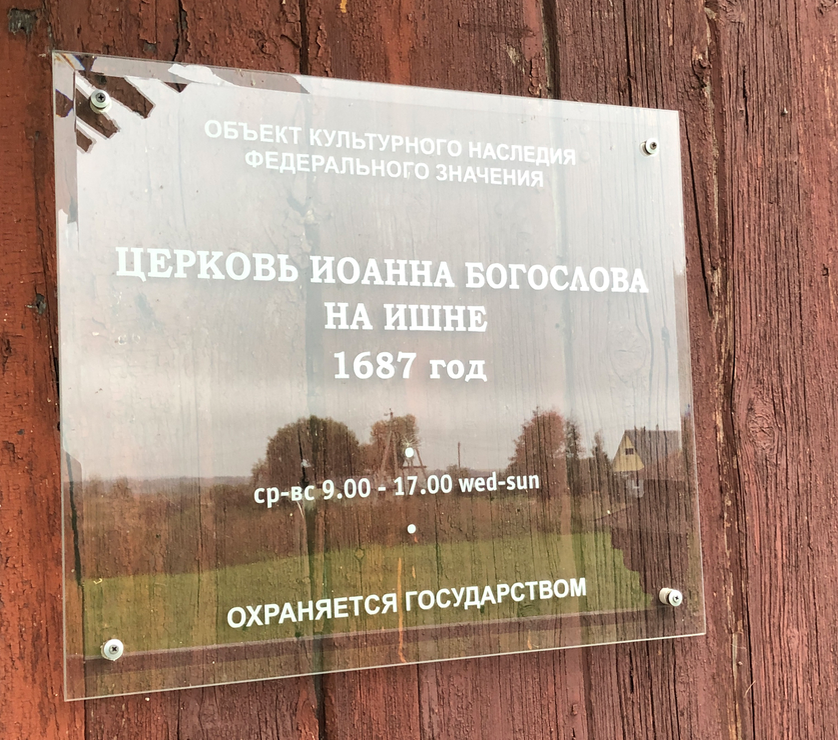 ОБЪЕКТ КУЛЬТУРНОГО НАСЛЕДИЯ
ФЕДЕРАЛЬНОГО ЗНАЧЕНИЯ
ЦЕРКОВЬ ИОАННА БОГОСЛОВА
НА ИШНЕ
1687 год
ср-вс 9.00 - 17.00 wed-sun
ОХРАНЯЕТСЯ ГОСУДАРСТВОМ